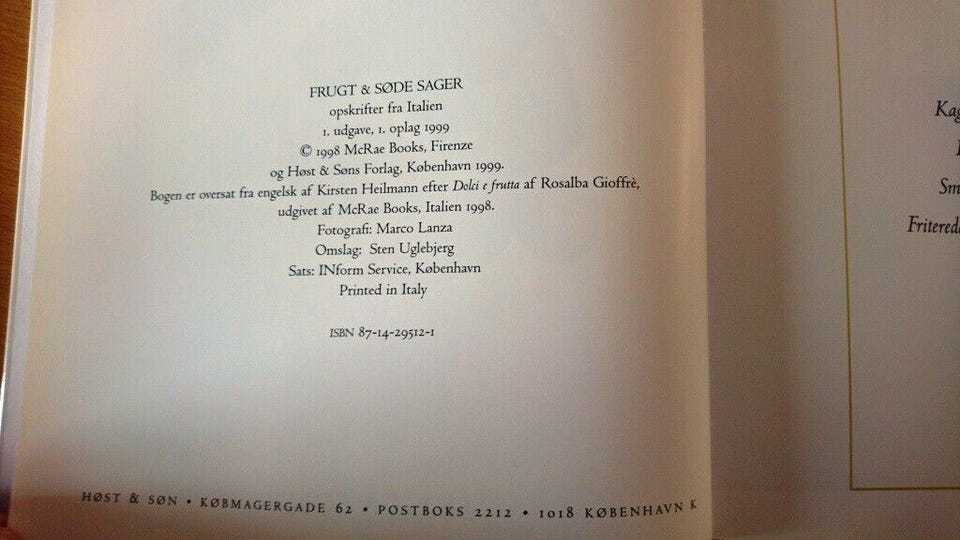 FRUGT & SØDE SAGER
opskrifter fra Italien
1. udgave, 1. oplag 1999
© 1998 McRae Books, Firenze
og Høst & Søns Forlag, København 1999.
Bogen er oversat fra engelsk af Kirsten Heilmann efter Dolci e frutta af Rosalba Gioffrè,
udgivet af McRae Books, Italien 1998.
Fotografi: Marco Lanza
Omslag: Sten Uglebjerg
Sats: INform Service, København
Printed in Italy
ISBN 87-14-29512-1
HØST & SØN • KØBMAGERGADE 62 • POSTBOKS 2212 • 1018 KØBENHAVN K